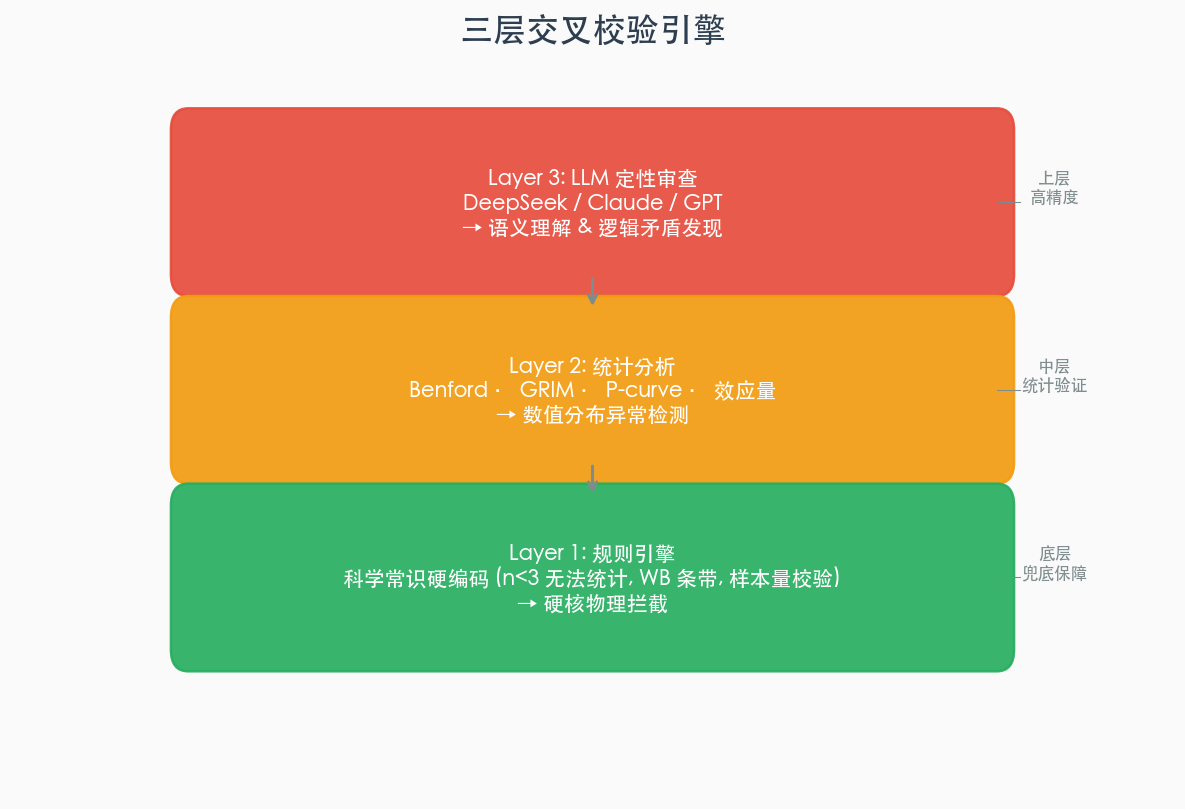 三层交叉校验引擎
Layer 3: LLM 定性审查
DeepSeek / Claude / GPT
→ 语义理解 & 逻辑矛盾发现
上层
高精度
Layer 2: 统计分析
Benford · GRIM · P-curve · 效应量
→ 数值分布异常检测
中层
统计验证
Layer 1: 规则引擎
科学常识硬编码 (n<3 无法统计, WB 条带, 样本量校验)
→ 硬核物理拦截
底层
兜底保障